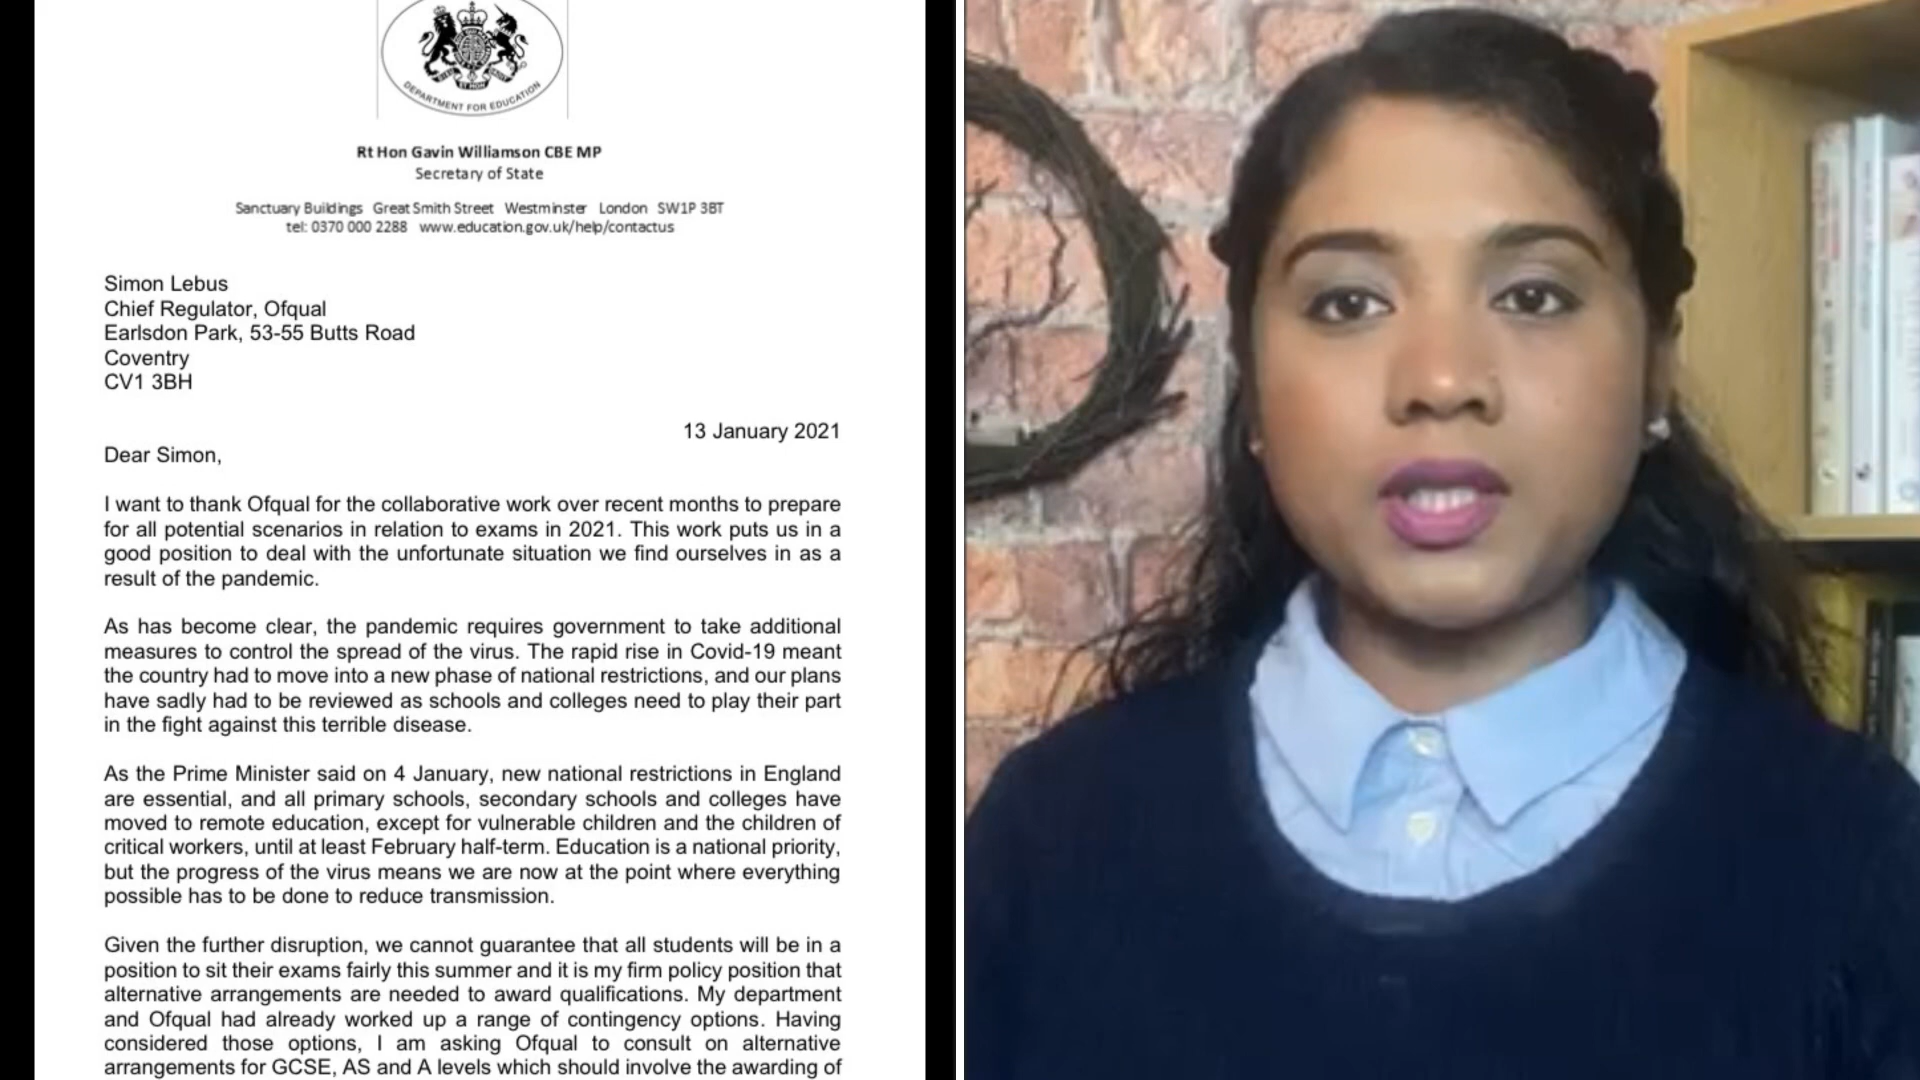 DEPARTMENT FOR EDUCATION
Rt Hon Gavin Williamson CBE MP
Secretary of State
Sanctuary Buildings Great Smith Street Westminster London SW1P 3BT
tel: 0370 000 2288 www.education.gov.uk/help/contactus
Simon Lebus
Chief Regulator, Ofqual
Earlsdon Park, 53-55 Butts Road
Coventry
CV1 3BH
13 January 2021
Dear Simon,
I want to thank Ofqual for the collaborative work over recent months to prepare
for all potential scenarios in relation to exams in 2021. This work puts us in a
good position to deal with the unfortunate situation we find ourselves in as a
result of the pandemic.
As has become clear, the pandemic requires government to take additional
measures to control the spread of the virus. The rapid rise in Covid-19 meant
the country had to move into a new phase of national restrictions, and our plans
have sadly had to be reviewed as schools and colleges need to play their part
in the fight against this terrible disease.
As the Prime Minister said on 4 January, new national restrictions in England
are essential, and all primary schools, secondary schools and colleges have
moved to remote education, except for vulnerable children and the children of
critical workers, until at least February half-term. Education is a national priority,
but the progress of the virus means we are now at the point where everything
possible has to be done to reduce transmission.
Given the further disruption, we cannot guarantee that all students will be in a
position to sit their exams fairly this summer and it is my firm policy position that
alternative arrangements are needed to award qualifications. My department
and Ofqual had already worked up a range of contingency options. Having
considered those options, I am asking Ofqual to consult on alternative
arrangements for GCSE, AS and A levels which should involve the awarding of